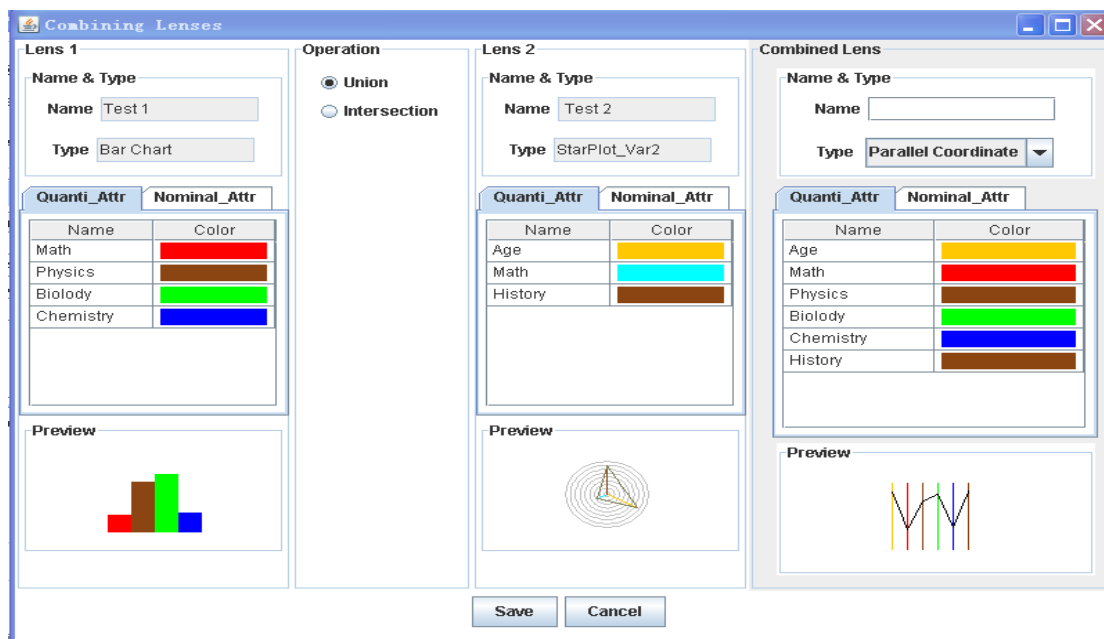 Combining Lenses
Lens 1
Name & Type
Name Test 1
Type Bar Chart
Quanti_Attr Nominal_Attr
Name Color
Math
Physics
Biolody
Chemistry
Preview
Operation
Union
Intersection
Lens 2
Name & Type
Name Test 2
Type StarPlot_Var2
Quanti_Attr Nominal_Attr
Name Color
Age
Math
History
Preview
Combined Lens
Name & Type
Name
Type Parallel Coordinate
Quanti_Attr Nominal_Attr
Name Color
Age
Math
Physics
Biolody
Chemistry
History
Preview
Save Cancel